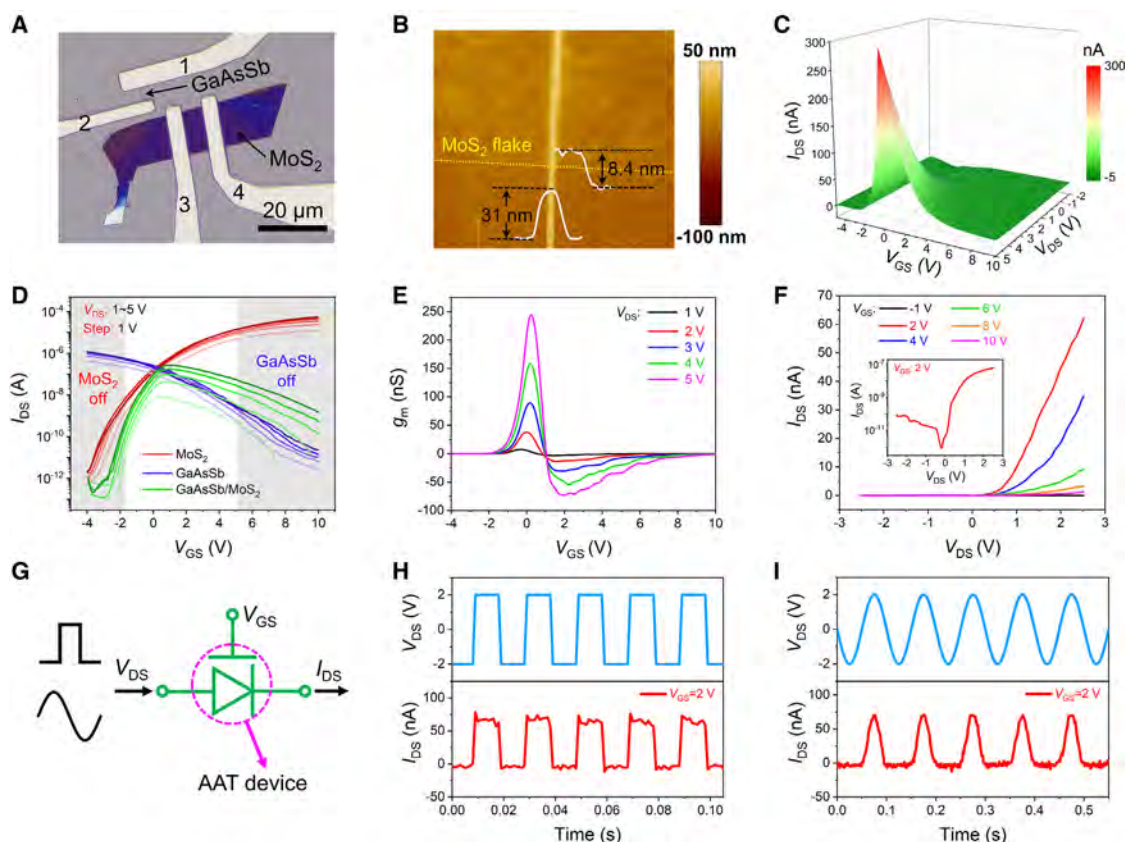 A
1
GaAsSb
2
MoS2
3
4
20 μm
B
50 nm
MoS2 flake
8.4 nm
31 nm
-100 nm
C
nA
300
-5
300
250
200
150
100
50
0
IDS (nA)
-4 -2 0 2 4 6 8 10
VGS (V)
5 4 3 2 1 0 -1 -2
VDS (V)
D
VDS: 1~5 V
Step: 1 V
MoS2
off
GaAsSb
off
MoS2
GaAsSb
GaAsSb/MoS2
10-4
10-6
10-8
10-10
10-12
IDS (A)
-4 -2 0 2 4 6 8 10
VGS (V)
E
VDS: 1 V
2 V
3 V
4 V
5 V
250
200
150
100
50
0
-50
-100
gm (nS)
-4 -2 0 2 4 6 8 10
VGS (V)
F
VGS: -1 V 6 V
2 V 8 V
4 V 10 V
70
60
50
40
30
20
10
0
IDS (nA)
VGS: 2 V
10-7
10-9
10-11
IDS (A)
-3 -2 -1 0 1 2 3
VDS (V)
-3 -2 -1 0 1 2 3
VDS (V)
G
VGS
VDS
IDS
AAT device
H
2
0
-2
VDS (V)
VGS=2 V
100
50
0
-50
IDS (nA)
0.00 0.02 0.04 0.06 0.08 0.10
Time (s)
I
2
0
-2
VDS (V)
VGS=2 V
100
50
0
-50
IDS (nA)
0.0 0.1 0.2 0.3 0.4 0.5
Time (s)